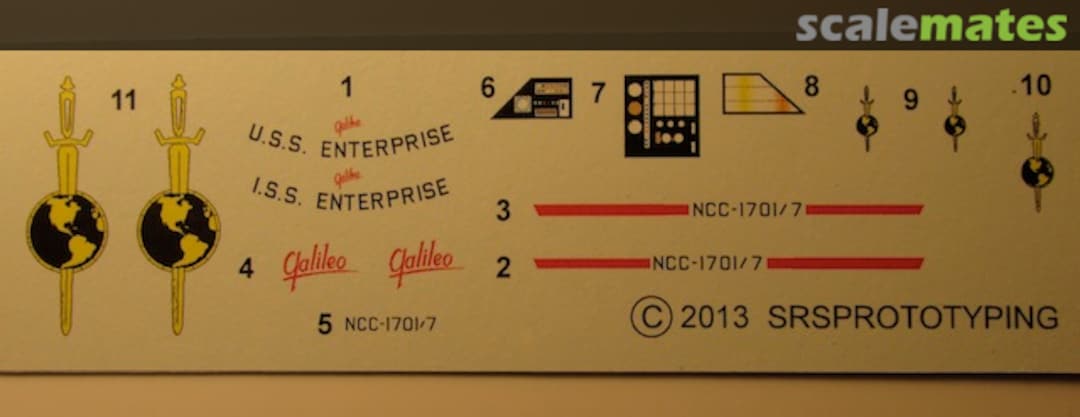 scalemates
11
1
6
7
8
9
10
Galileo
U.S.S. ENTERPRISE
Galileo
I.S.S. ENTERPRISE
3
NCC-1701/7
4
Galileo
Galileo
2
NCC-1701/7
5
NCC-1701/7
© 2013 SRSPROTOTYPING